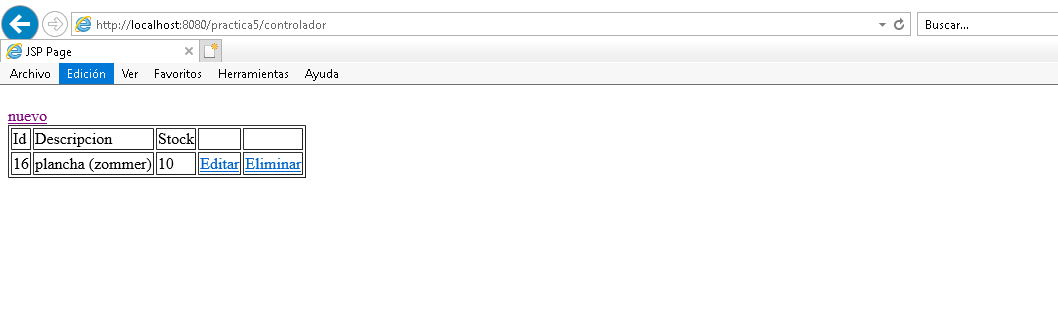 http://localhost:8080/practica5/controlador
Buscar...
JSP Page
Archivo Edición Ver Favoritos Herramientas Ayuda
nuevo
Id Descripcion Stock
16 plancha (zommer) 10 Editar Eliminar